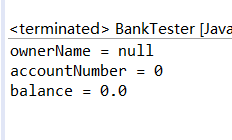 <terminated> BankTester [Java
ownerName = null
accountNumber = 0
balance = 0.0